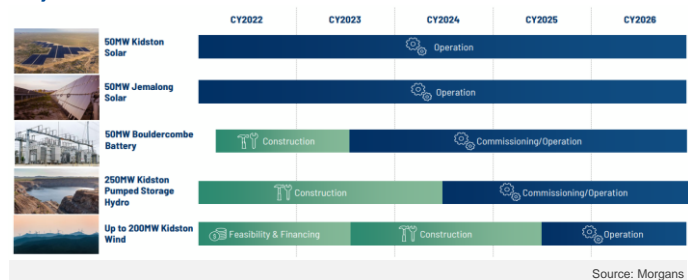 CY2022 CY2023 CY2024 CY2025 CY2026
50MW Kidston
Solar
Operation
50MW Jemalong
Solar
Operation
50MW Bouldercombe
Battery
Construction
Commissioning/Operation
250MW Kidston
Pumped Storage
Hydro
Construction
Commissioning/Operation
Up to 200MW Kidston
Wind
Feasibility & Financing
Construction
Operation
Source: Morgans